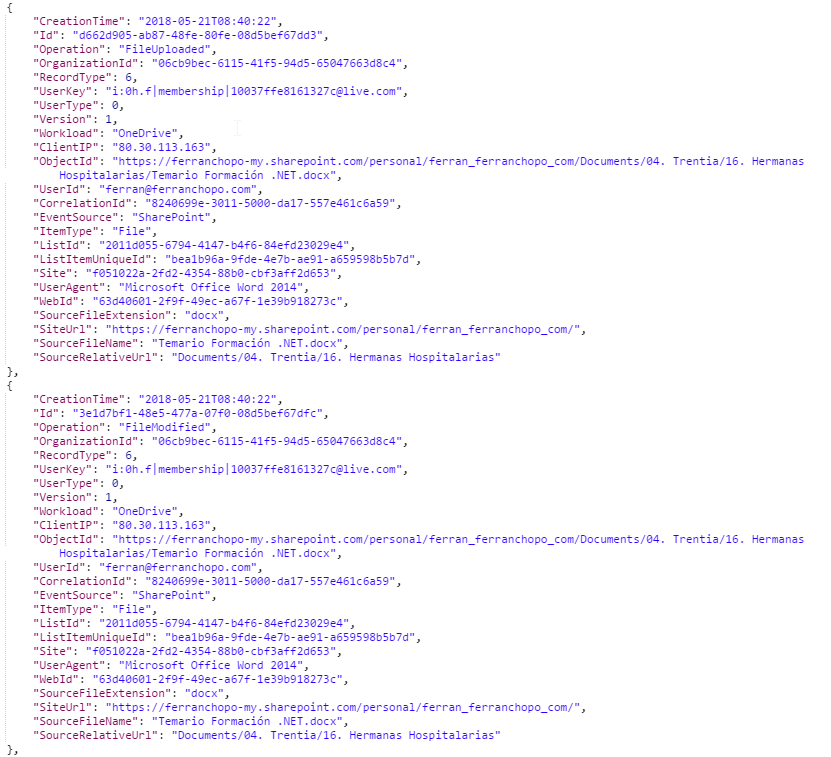 {
"CreationTime": "2018-05-21T08:40:22",
"Id": "d662d905-ab87-48fe-80fe-08d5bef67dd3",
"Operation": "FileUploaded",
"OrganizationId": "06cb9bec-6115-41f5-94d5-65047663d8c4",
"RecordType": 6,
"UserKey": "i:0h.f|membership|10037ffe8161327c@live.com",
"UserType": 0,
"Version": 1,
"Workload": "OneDrive",
"ClientIP": "80.30.113.163",
"ObjectId": "https://ferranchopo-my.sharepoint.com/personal/ferran_ferranchopo_com/Documents/04. Trentia/16. Hermanas
Hospitalarias/Temario Formación .NET.docx",
"UserId": "ferran@ferranchopo.com",
"CorrelationId": "8240699e-3011-5000-da17-557e461c6a59",
"EventSource": "SharePoint",
"ItemType": "File",
"ListId": "2011d055-6794-4147-b4f6-84efd23029e4",
"ListItemUniqueId": "bea1b96a-9fde-4e7b-ae91-a659598b5b7d",
"Site": "f051022a-2fd2-4354-88b0-cbf3aff2d653",
"UserAgent": "Microsoft Office Word 2014",
"WebId": "63d40601-2f9f-49ec-a67f-1e39b918273c",
"SourceFileExtension": "docx",
"SiteUrl": "https://ferranchopo-my.sharepoint.com/personal/ferran_ferranchopo_com/",
"SourceFileName": "Temario Formación .NET.docx",
"SourceRelativeUrl": "Documents/04. Trentia/16. Hermanas Hospitalarias"
},
{
"CreationTime": "2018-05-21T08:40:22",
"Id": "3e1d7bf1-48e5-477a-07f0-08d5bef67dfc",
"Operation": "FileModified",
"OrganizationId": "06cb9bec-6115-41f5-94d5-65047663d8c4",
"RecordType": 6,
"UserKey": "i:0h.f|membership|10037ffe8161327c@live.com",
"UserType": 0,
"Version": 1,
"Workload": "OneDrive",
"ClientIP": "80.30.113.163",
"ObjectId": "https://ferranchopo-my.sharepoint.com/personal/ferran_ferranchopo_com/Documents/04. Trentia/16. Hermanas
Hospitalarias/Temario Formación .NET.docx",
"UserId": "ferran@ferranchopo.com",
"CorrelationId": "8240699e-3011-5000-da17-557e461c6a59",
"EventSource": "SharePoint",
"ItemType": "File",
"ListId": "2011d055-6794-4147-b4f6-84efd23029e4",
"ListItemUniqueId": "bea1b96a-9fde-4e7b-ae91-a659598b5b7d",
"Site": "f051022a-2fd2-4354-88b0-cbf3aff2d653",
"UserAgent": "Microsoft Office Word 2014",
"WebId": "63d40601-2f9f-49ec-a67f-1e39b918273c",
"SourceFileExtension": "docx",
"SiteUrl": "https://ferranchopo-my.sharepoint.com/personal/ferran_ferranchopo_com/",
"SourceFileName": "Temario Formación .NET.docx",
"SourceRelativeUrl": "Documents/04. Trentia/16. Hermanas Hospitalarias"
},